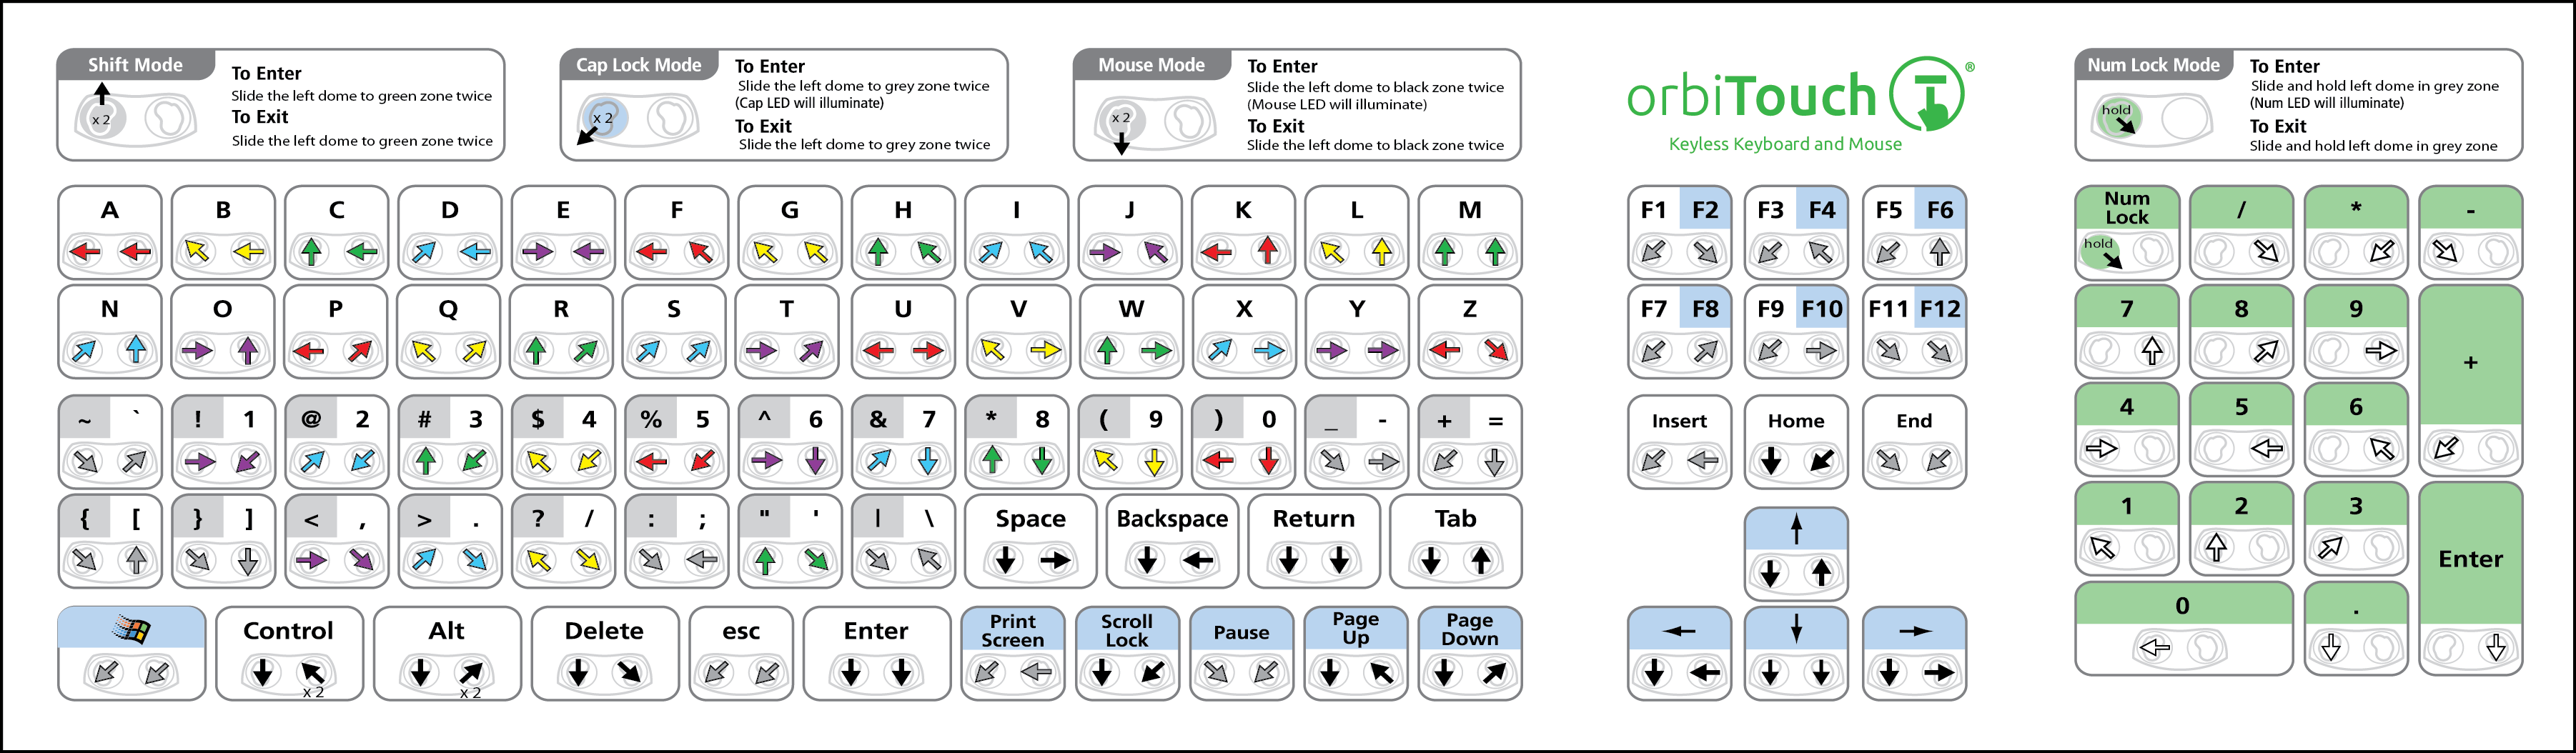 Shift Mode
x 2
To Enter
Slide the left dome to green zone twice
To Exit
Slide the left dome to green zone twice
Cap Lock Mode
x 2
To Enter
Slide the left dome to grey zone twice
(Cap LED will illuminate)
To Exit
Slide the left dome to grey zone twice
Mouse Mode
x 2
To Enter
Slide the left dome to black zone twice
(Mouse LED will illuminate)
To Exit
Slide the left dome to black zone twice
orbiTouch ®
Keyless Keyboard and Mouse
Num Lock Mode
hold
To Enter
Slide and hold left dome in grey zone
(Num LED will illuminate)
To Exit
Slide and hold left dome in grey zone
A B C D E F G H I J K L M
N O P Q R S T U V W X Y Z
~ ` ! 1 @ 2 # 3 $ 4 % 5 ^ 6 & 7 * 8 ( 9 ) 0 _ - + =
{ [ } ] < , > . ? / : ; " ' | \ Space Backspace Return Tab
Control Alt Delete esc Enter Print Screen Scroll Lock Pause Page Up Page Down
x 2 x 2
F1 F2 F3 F4 F5 F6
F7 F8 F9 F10 F11 F12
Insert Home End
↑
← ↓ →
Num Lock / * -
hold
7 8 9 +
4 5 6
1 2 3 Enter
0 .